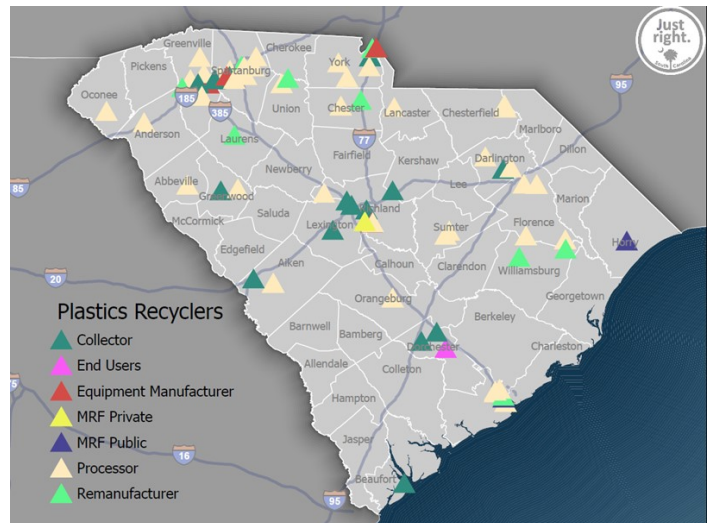 Just
right.
South Carolina
Greenville
Cherokee
Pickens
Spartanburg
York
Oconee
95
185
385
Union
Chester
Lancaster
Chesterfield
Marlboro
Anderson
Laurens
77
Dillon
Fairfield
Kershaw
Darlington
85
Abbeville
Newberry
Lee
Marion
Greenwood
Richland
McCormick
Saluda
Lexington
Sumter
Florence
Horry
Edgefield
Aiken
Calhoun
Clarendon
Williamsburg
20
Orangeburg
Georgetown
Plastics Recyclers
Barnwell
Bamberg
Berkeley
Collector
Dorchester
Charleston
End Users
Allendale
Colleton
Equipment Manufacturer
Hampton
MRF Private
MRF Public
Jasper
16
Processor
Beaufort
Remanufacturer
95